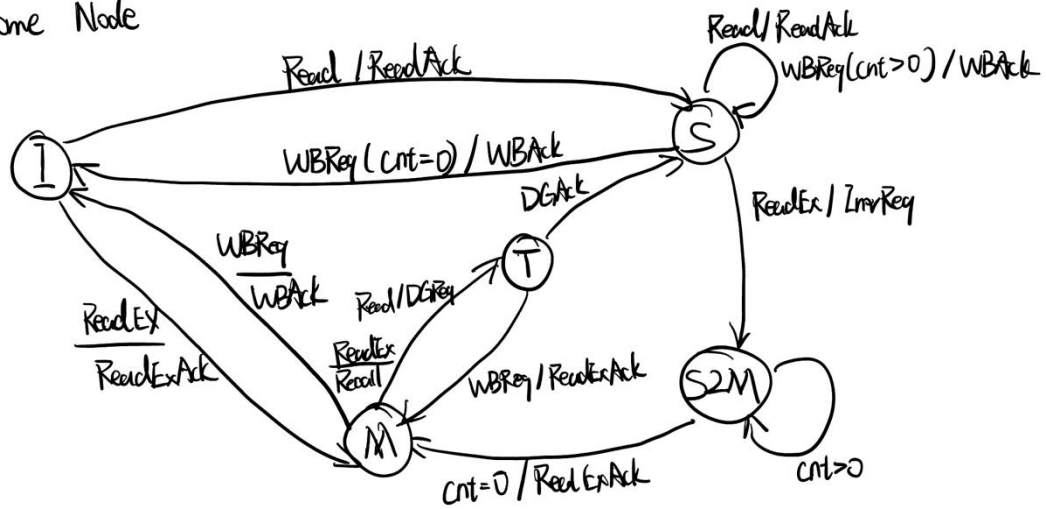 ome Node
Read / ReadAck
WBReq(cnt>0) / WBAck
Read / ReadAck
I
S
WBReq (cnt=0) / WBAck
DGAck
ReadEx / InvReq
WBReq
WBAck
T
Read/DGReq
ReadEx
ReadExAck
ReadEx
Recall
WBReq / ReadExAck
S2M
M
cnt=0 / ReadExAck
cnt>0